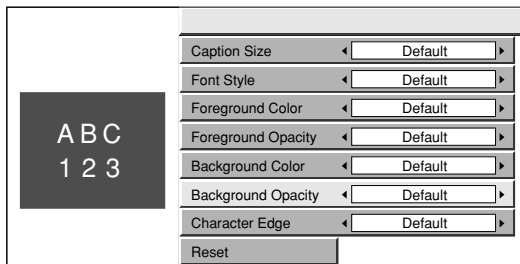 ABC
123
Caption Size Default
Font Style Default
Foreground Color Default
Foreground Opacity Default
Background Color Default
Background Opacity Default
Character Edge Default
Reset